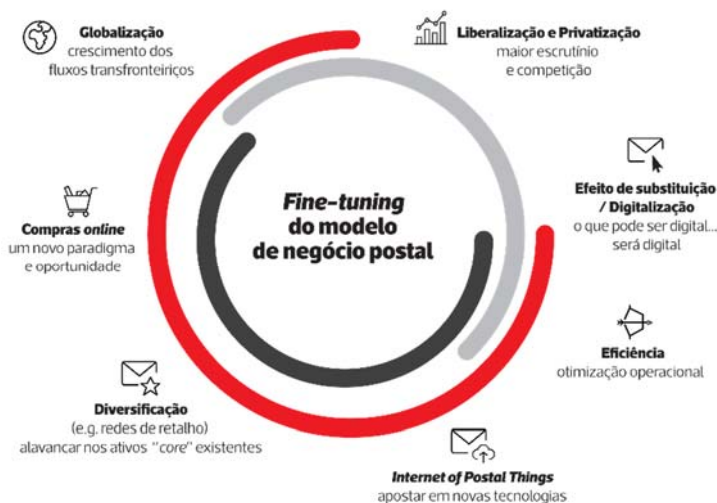 Globalização
crescimento dos
fluxos transfronteiriços
Liberalização e Privatização
maior escrutínio
e competição
Fine-tuning
do modelo
de negócio postal
Efeito de substituição
/ Digitalização
o que pode ser digital...
será digital
Compras online
um novo paradigma
e oportunidade
Eficiência
otimização operacional
Diversificação
(e.g. redes de retalho)
alavancar nos ativos "core" existentes
Internet of Postal Things
apostar em novas tecnologias